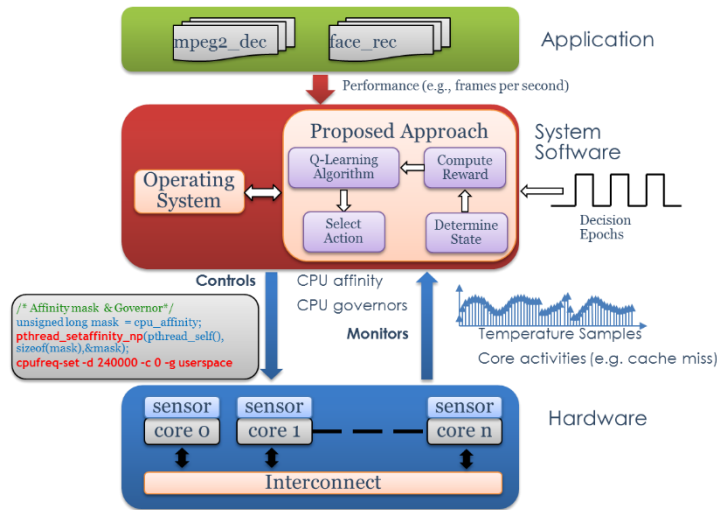 mpeg2_dec
face_rec
Application
Performance (e.g., frames per second)
Proposed Approach
System
Software
Q-Learning
Algorithm
Compute
Reward
Operating
System
Select
Action
Determine
State
Decision
Epochs
Controls
CPU affinity
CPU governors
Monitors
/* Affinity mask & Governor*/
unsigned long mask = cpu_affinity;
pthread_setaffinity_np(pthread_self(),
sizeof(mask),&mask);
cpufreq-set -d 240000 -c 0 -g userspace
Temperature Samples
Core activities (e.g. cache miss)
Hardware
sensor
core 0
sensor
core 1
sensor
core n
Interconnect